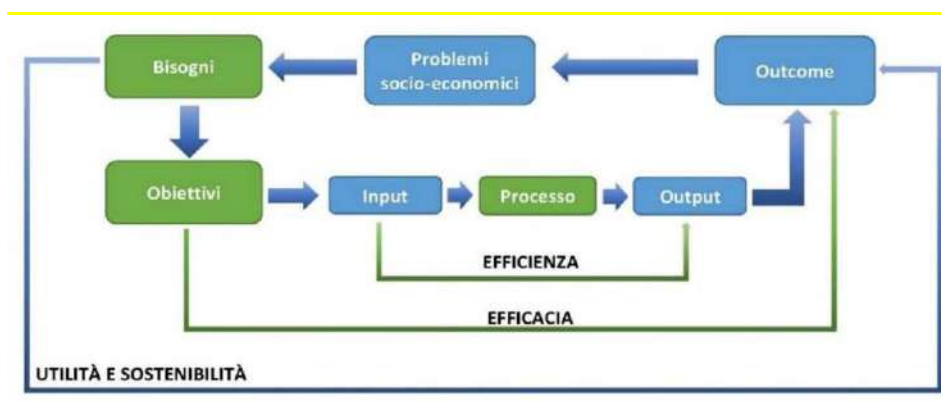 Bisogni
Problemi
socio-economici
Outcome
Obiettivi
Input
Processo
Output
EFFICIENZA
EFFICACIA
UTILITÀ E SOSTENIBILITÀ